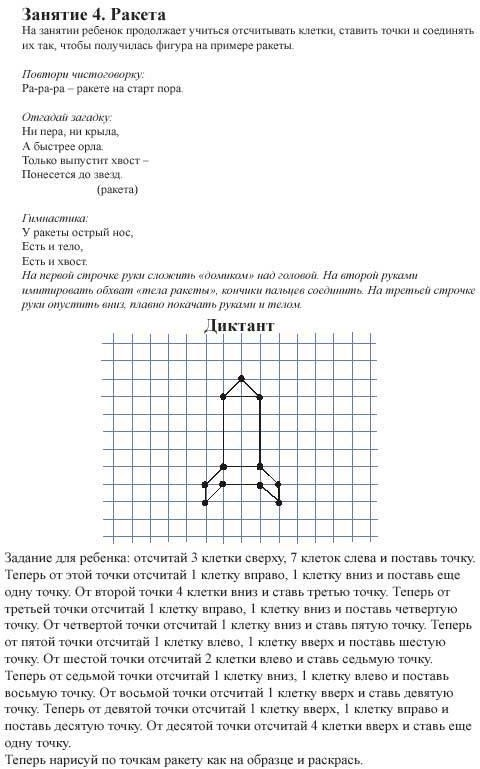 Занятие 4. Ракета
На занятии ребенок продолжает учиться отсчитывать клетки, ставить точки и соединять
их так, чтобы получилась фигура на примере ракеты.
Повтори чистоговорку:
Ра-ра-ра – ракете на старт пора.
Отгадай загадку:
Ни пера, ни крыла,
А быстрее орла.
Только выпустит хвост –
Понесется до звезд.
(ракета)
Гимнастика:
У ракеты острый нос,
Есть и тело,
Есть и хвост.
На первой строчке руки сложить «домиком» над головой. На второй руками
имитировать обхват «тела ракеты», кончики пальцев соединить. На третьей строчке
руки опустить вниз, плавно покачать руками и телом.
Диктант
Задание для ребенка: отсчитай 3 клетки сверху, 7 клеток слева и поставь точку.
Теперь от этой точки отсчитай 1 клетку вправо, 1 клетку вниз и поставь еще
одну точку. От второй точки 4 клетки вниз и ставь третью точку. Теперь от
третьей точки отсчитай 1 клетку вправо, 1 клетку вниз и поставь четвертую
точку. От четвертой точки отсчитай 1 клетку вниз и ставь пятую точку. Теперь
от пятой точки отсчитай 1 клетку влево, 1 клетку вверх и поставь шестую
точку. От шестой точки отсчитай 2 клетки влево и ставь седьмую точку.
Теперь от седьмой точки отсчитай 1 клетку вниз, 1 клетку влево и поставь
восьмую точку. От восьмой точки отсчитай 1 клетку вверх и ставь девятую
точку. Теперь от девятой точки отсчитай 1 клетку вверх, 1 клетку вправо и
поставь десятую точку. От десятой точки отсчитай 4 клетки вверх и ставь еще
одну точку.
Теперь нарисуй по точкам ракету как на образце и раскрась.